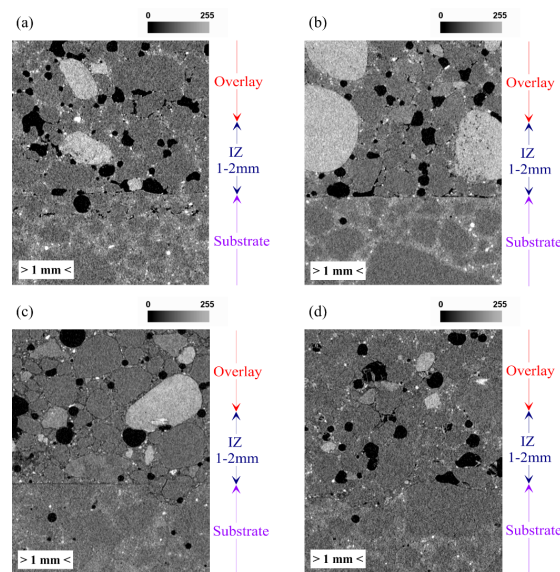 (a)
0
255
Overlay
IZ
1-2mm
Substrate
> 1 mm <
(b)
0
255
Overlay
IZ
1-2mm
Substrate
> 1 mm <
(c)
0
255
Overlay
IZ
1-2mm
Substrate
> 1 mm <
(d)
0
255
Overlay
IZ
1-2mm
Substrate
> 1 mm <